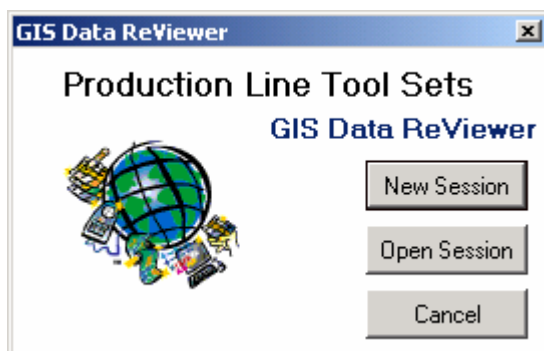 GIS Data ReViewer
Production Line Tool Sets
GIS Data ReViewer
New Session
Open Session
Cancel